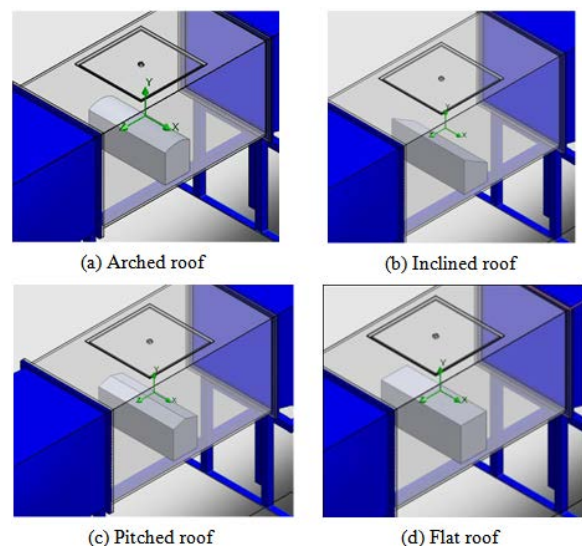 Y
Z
X
(a) Arched roof
Y
Z
X
(b) Inclined roof
Y
Z
X
(c) Pitched roof
Y
Z
X
(d) Flat roof